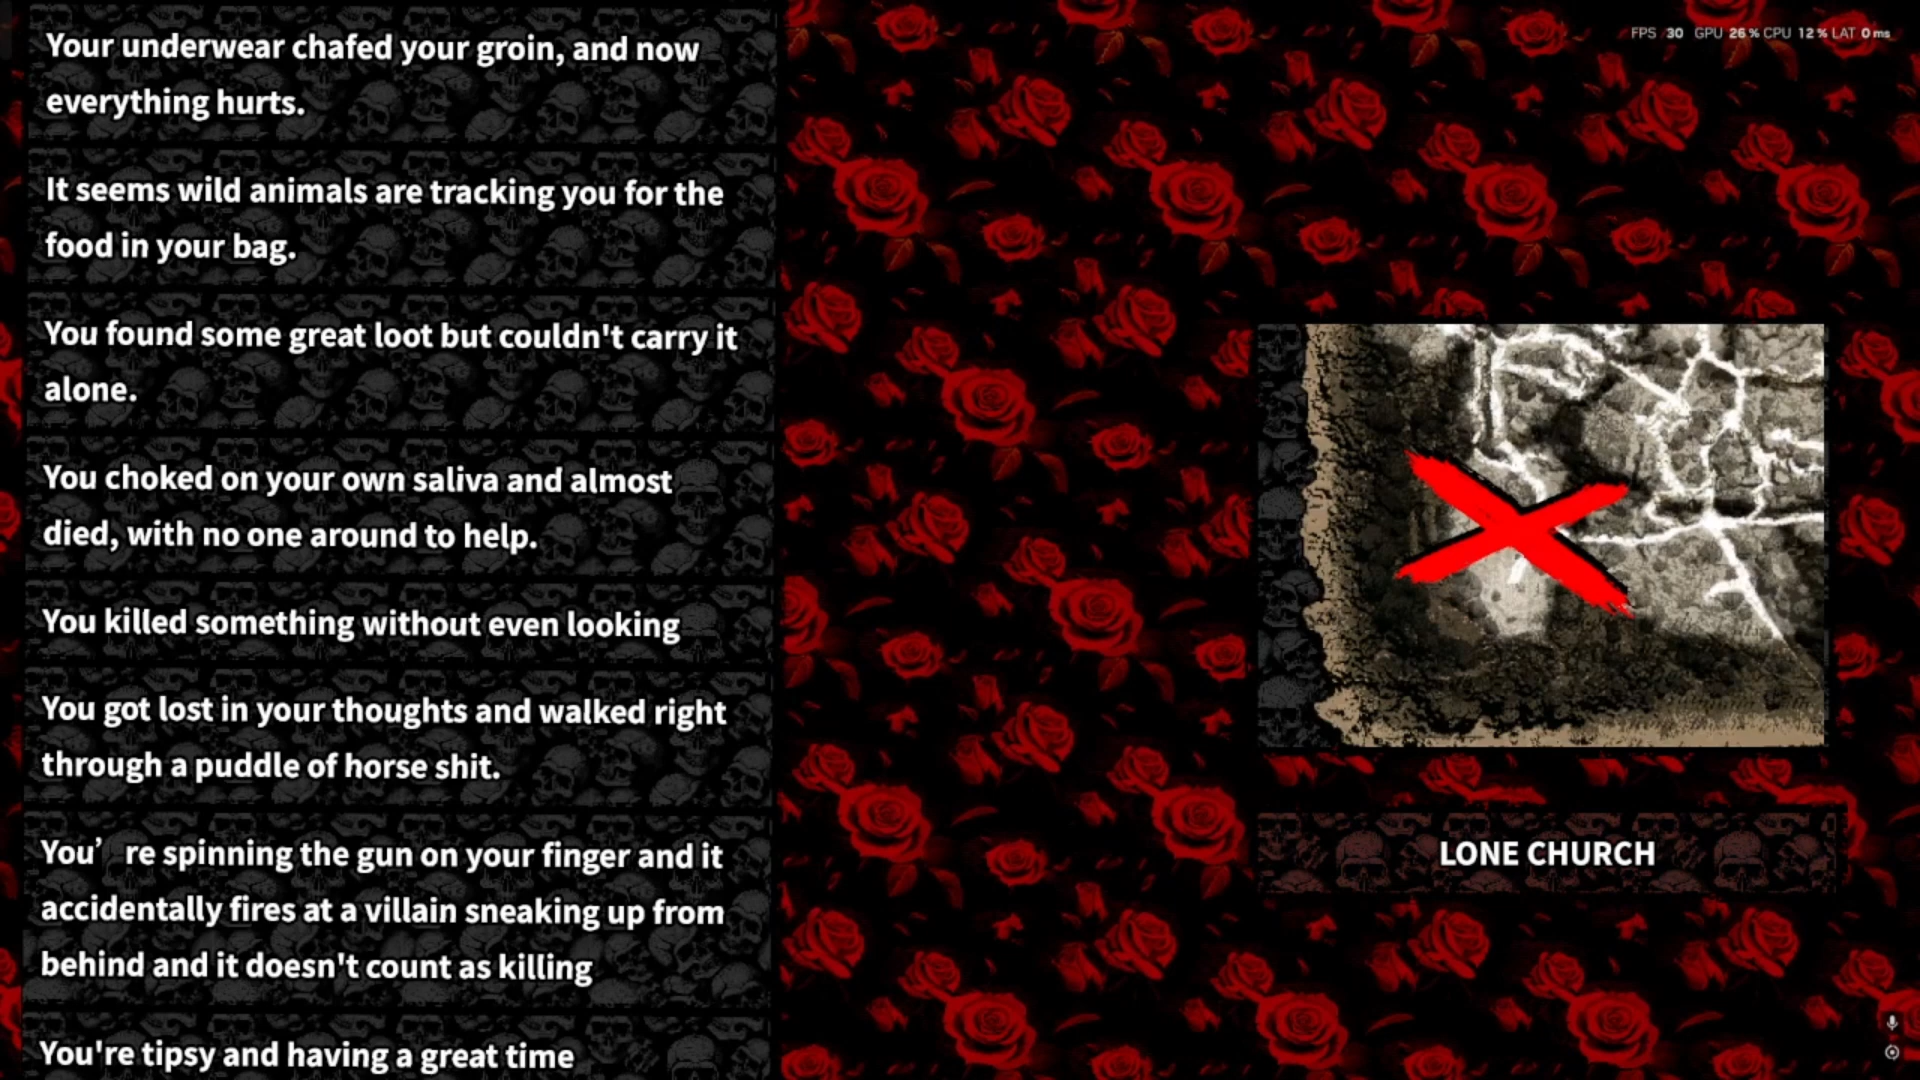 Your underwear chafed your groin, and now
everything hurts.
It seems wild animals are tracking you for the
food in your bag.
You found some great loot but couldn't carry it
alone.
You choked on your own saliva and almost
died, with no one around to help.
You killed something without even looking
You got lost in your thoughts and walked right
through a puddle of horse shit.
You’ re spinning the gun on your finger and it
accidentally fires at a villain sneaking up from
behind and it doesn't count as killing
You're tipsy and having a great time
FPS 30 GPU 26 % CPU 12 % LAT 0 ms
LONE CHURCH